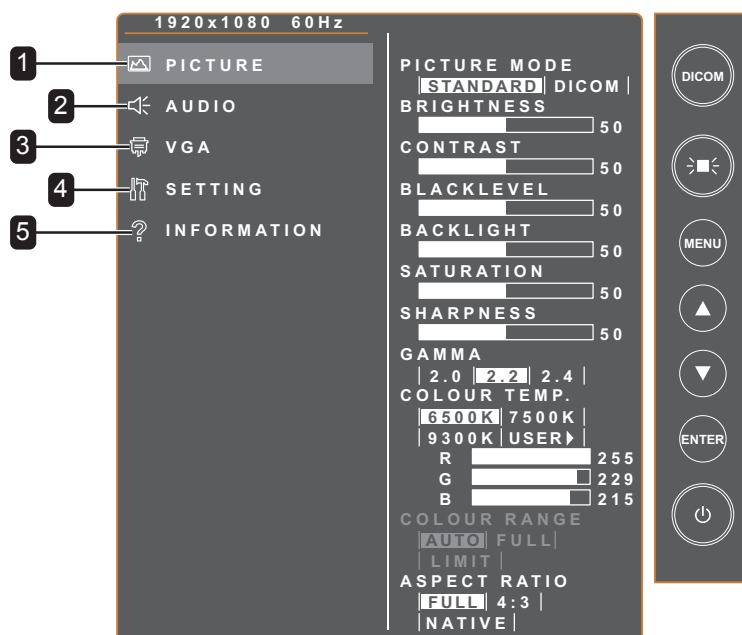 1920x1080 60Hz
1 PICTURE
2 AUDIO
3 VGA
4 SETTING
5 INFORMATION
PICTURE MODE
STANDARD DICOM
BRIGHTNESS
50
CONTRAST
50
BLACKLEVEL
50
BACKLIGHT
50
SATURATION
50
SHARPNESS
50
GAMMA
2.0 2.2 2.4
COLOUR TEMP.
6500K 7500K
9300K USER
R 255
G 229
B 215
COLOUR RANGE
AUTO FULL
LIMIT
ASPECT RATIO
FULL 4:3
NATIVE
DICOM
MENU
ENTER